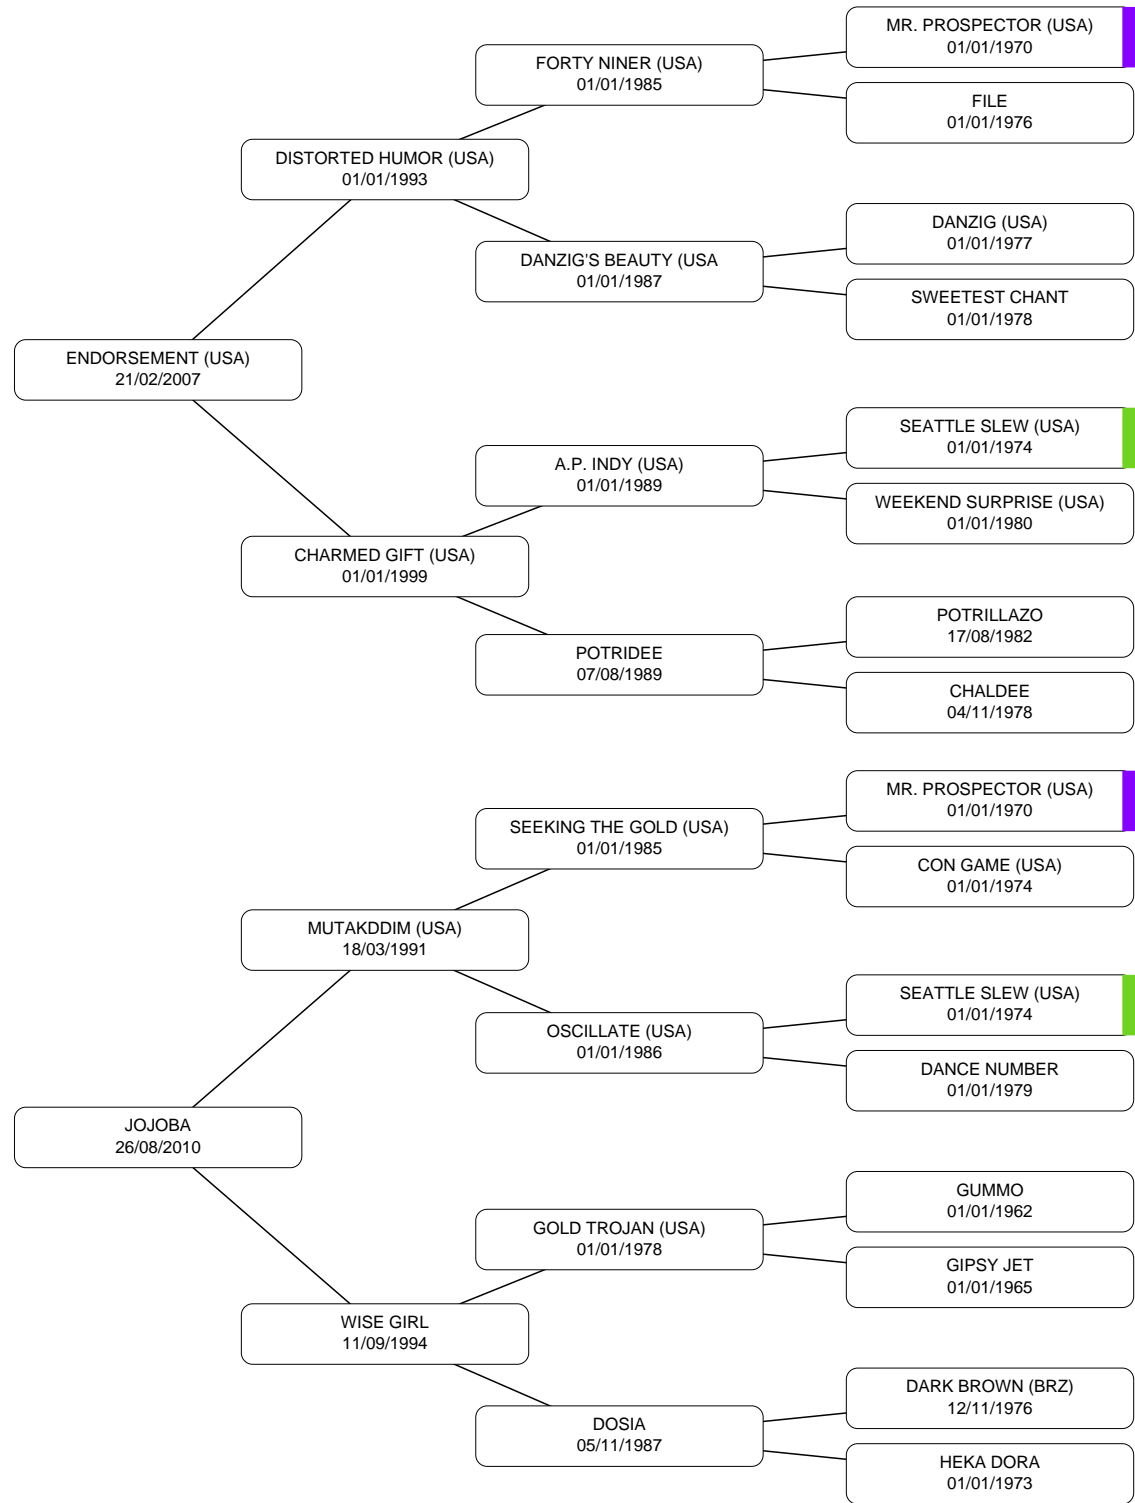 MR. PROSPECTOR (USA)
01/01/1970
FORTY NINER (USA)
01/01/1985
FILE
01/01/1976
DISTORTED HUMOR (USA)
01/01/1993
DANZIG (USA)
01/01/1977
DANZIG'S BEAUTY (USA
01/01/1987
SWEETEST CHANT
01/01/1978
ENDORSEMENT (USA)
21/02/2007
SEATTLE SLEW (USA)
01/01/1974
A.P. INDY (USA)
01/01/1989
WEEKEND SURPRISE (USA)
01/01/1980
CHARMED GIFT (USA)
01/01/1999
POTRILLAZO
17/08/1982
POTRIDEE
07/08/1989
CHALDEE
04/11/1978
MR. PROSPECTOR (USA)
01/01/1970
SEEKING THE GOLD (USA)
01/01/1985
CON GAME (USA)
01/01/1974
MUTAKDDIM (USA)
18/03/1991
SEATTLE SLEW (USA)
01/01/1974
OSCILLATE (USA)
01/01/1986
DANCE NUMBER
01/01/1979
JOJOBA
26/08/2010
GUMMO
01/01/1962
GOLD TROJAN (USA)
01/01/1978
GIPSY JET
01/01/1965
WISE GIRL
11/09/1994
DARK BROWN (BRZ)
12/11/1976
DOSIA
05/11/1987
HEKA DORA
01/01/1973